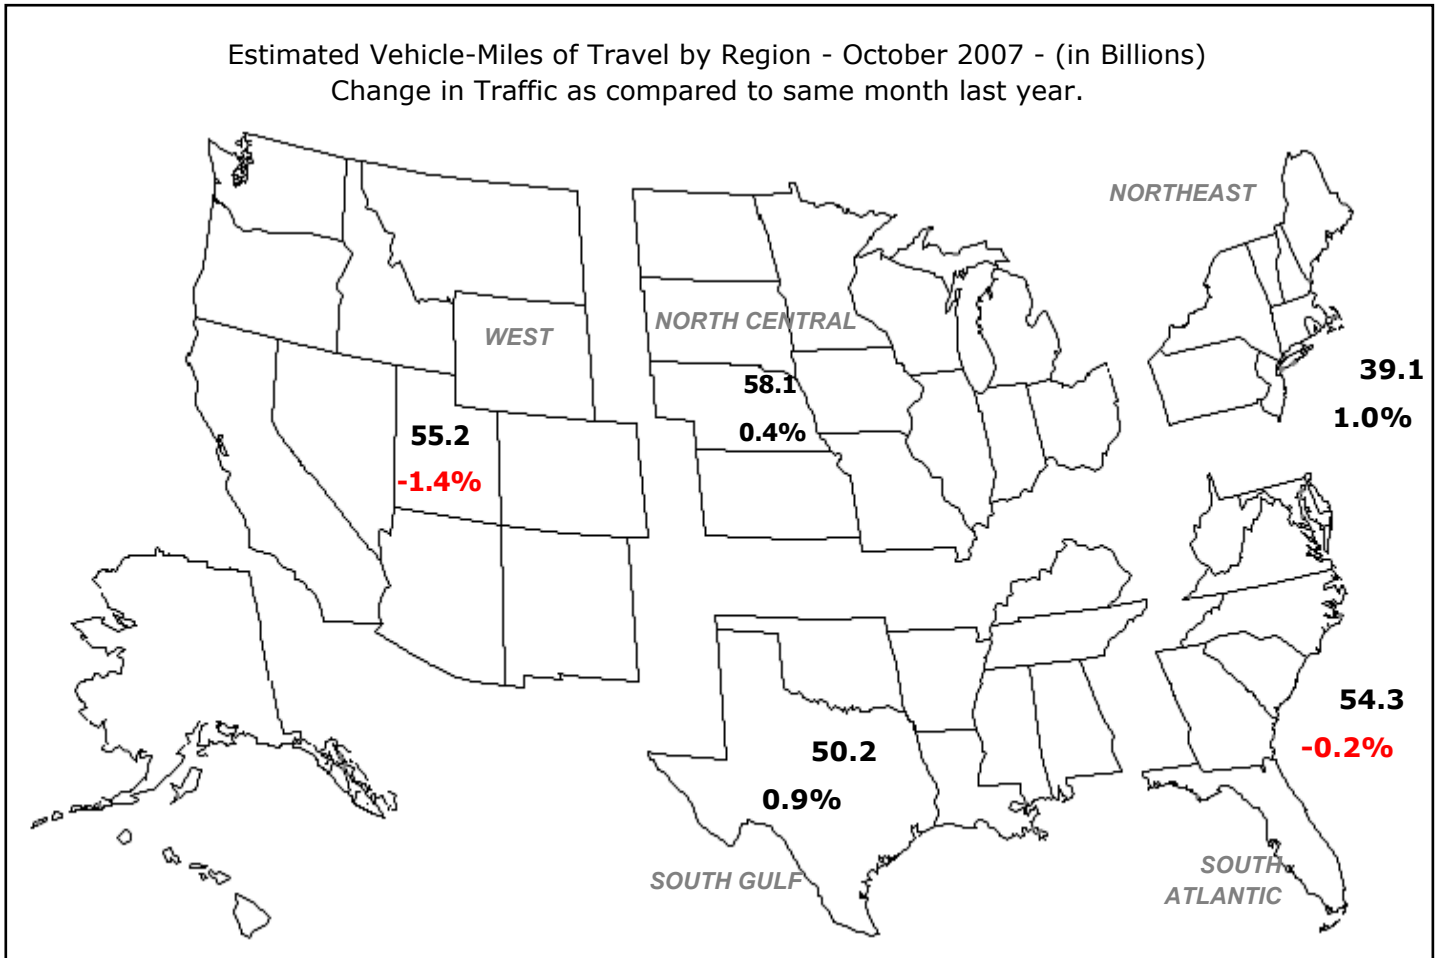 Estimated Vehicle-Miles of Travel by Region - October 2007 - (in Billions)
Change in Traffic as compared to same month last year.
NORTHEAST
WEST
NORTH CENTRAL
39.1
1.0%
58.1
0.4%
55.2
-1.4%
54.3
-0.2%
50.2
0.9%
SOUTH GULF
SOUTH
ATLANTIC